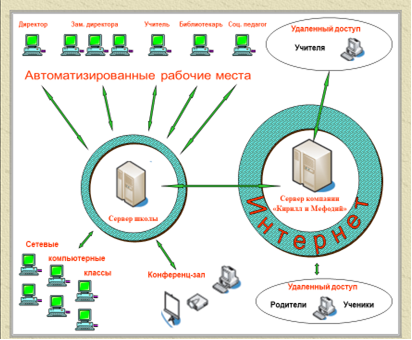 Директор Зам. директора Учитель Библиотекарь Соц. педагог
Удаленный доступ
Учителя
Автоматизированные рабочие места
Сервер школы
Сервер компании
«Кирилл и Мефодий»
Интернет
Сетевые
компьютерные
классы
Конференц-зал
Удаленный доступ
Родители Ученики